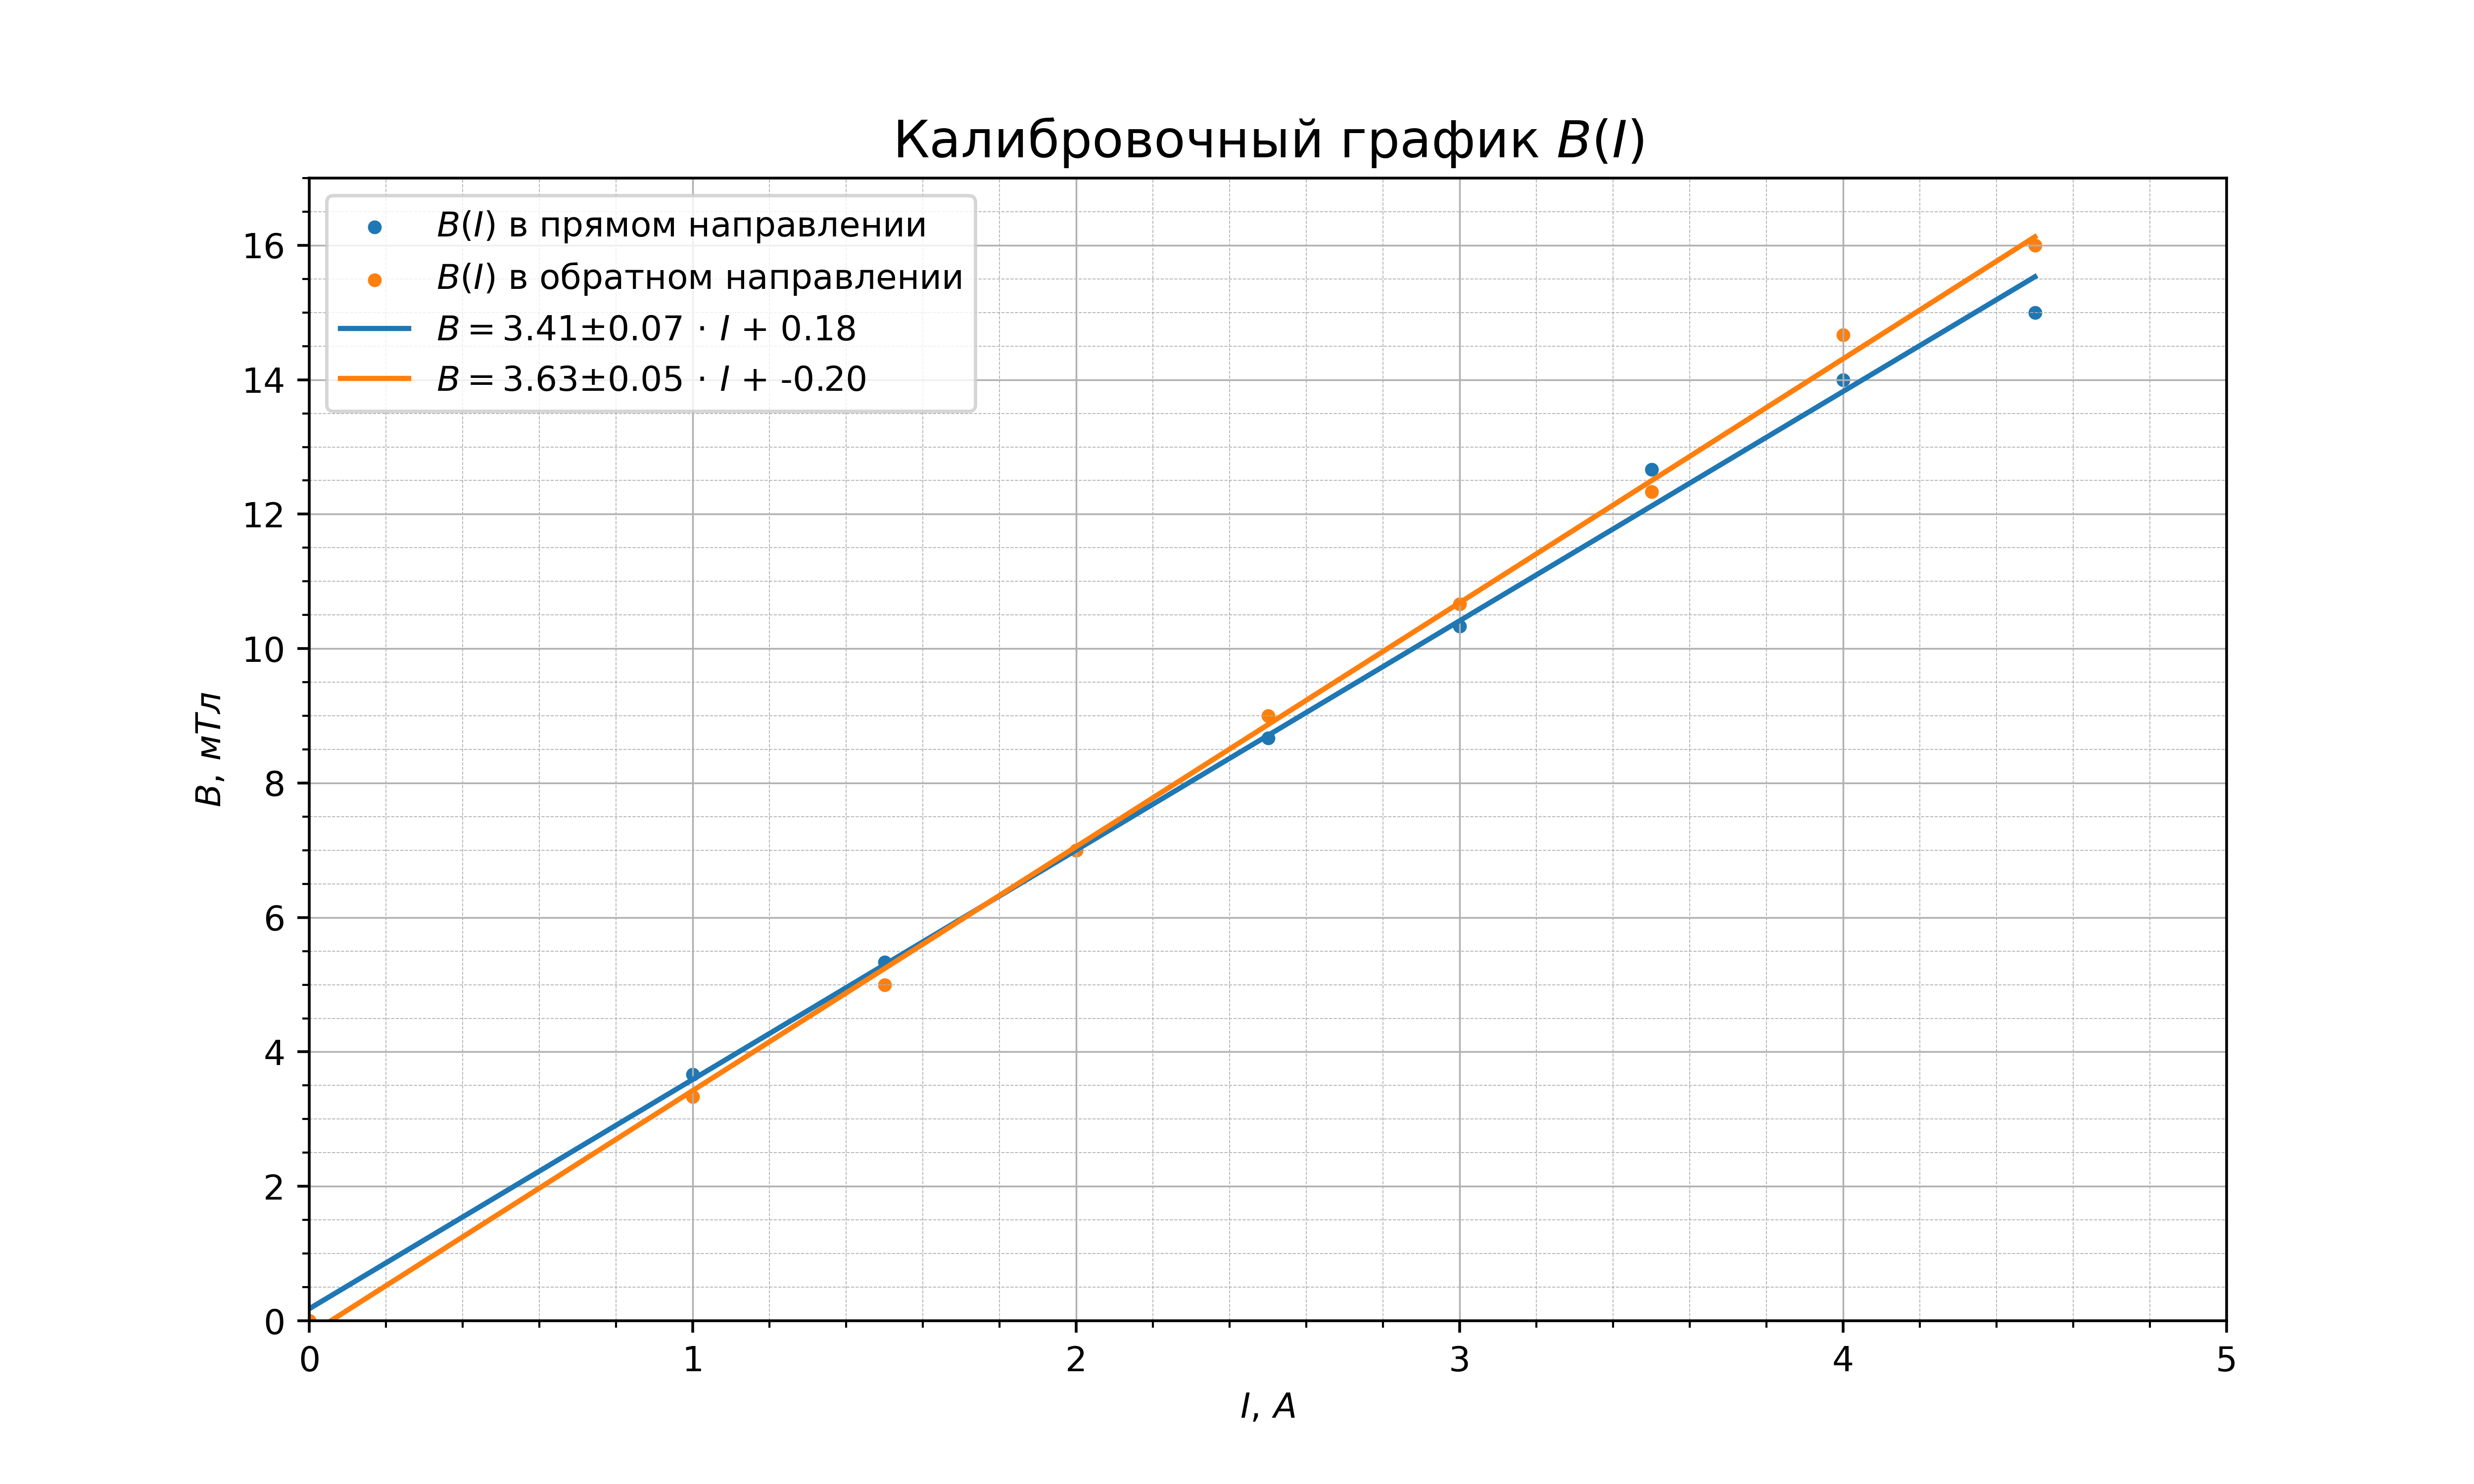 Калибровочный график B(I)
B(I) в прямом направлении
B(I) в обратном направлении
B = 3.41±0.07 · I + 0.18
B = 3.63±0.05 · I + -0.20
16
14
12
10
8
6
4
2
0
B, мТл
0 1 2 3 4 5
I, A